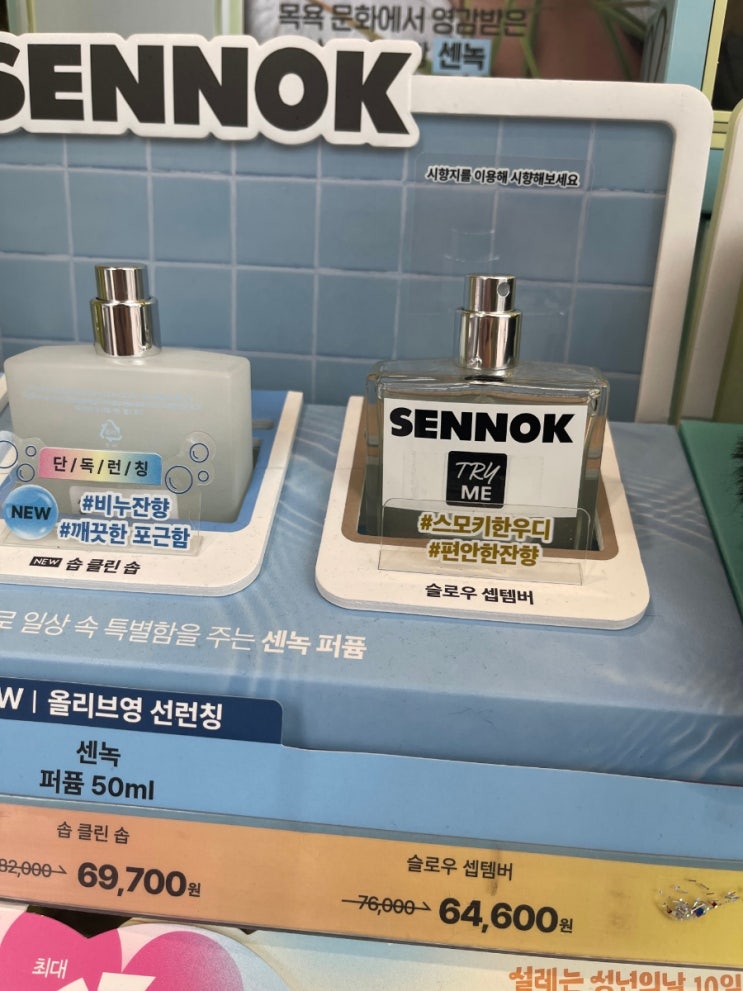 목욕 문화에서 영감받은
센녹
SENNOK
시향지를 이용해 시향해보세요
단/독/런/칭
NEW
#비누잔향
#깨끗한 포근함
NEW 솝 클린 솝
SENNOK
TRY
ME
#스모키한우디
#편안한잔향
슬로우 셉템버
로 일상 속 특별함을 주는 센녹 퍼퓸
W | 올리브영 선런칭
센녹
퍼퓸 50ml
솝 클린 솝
82,000→ 69,700원
슬로우 셉템버
76,000→ 64,600원
최대
설레는 성년의날 10일